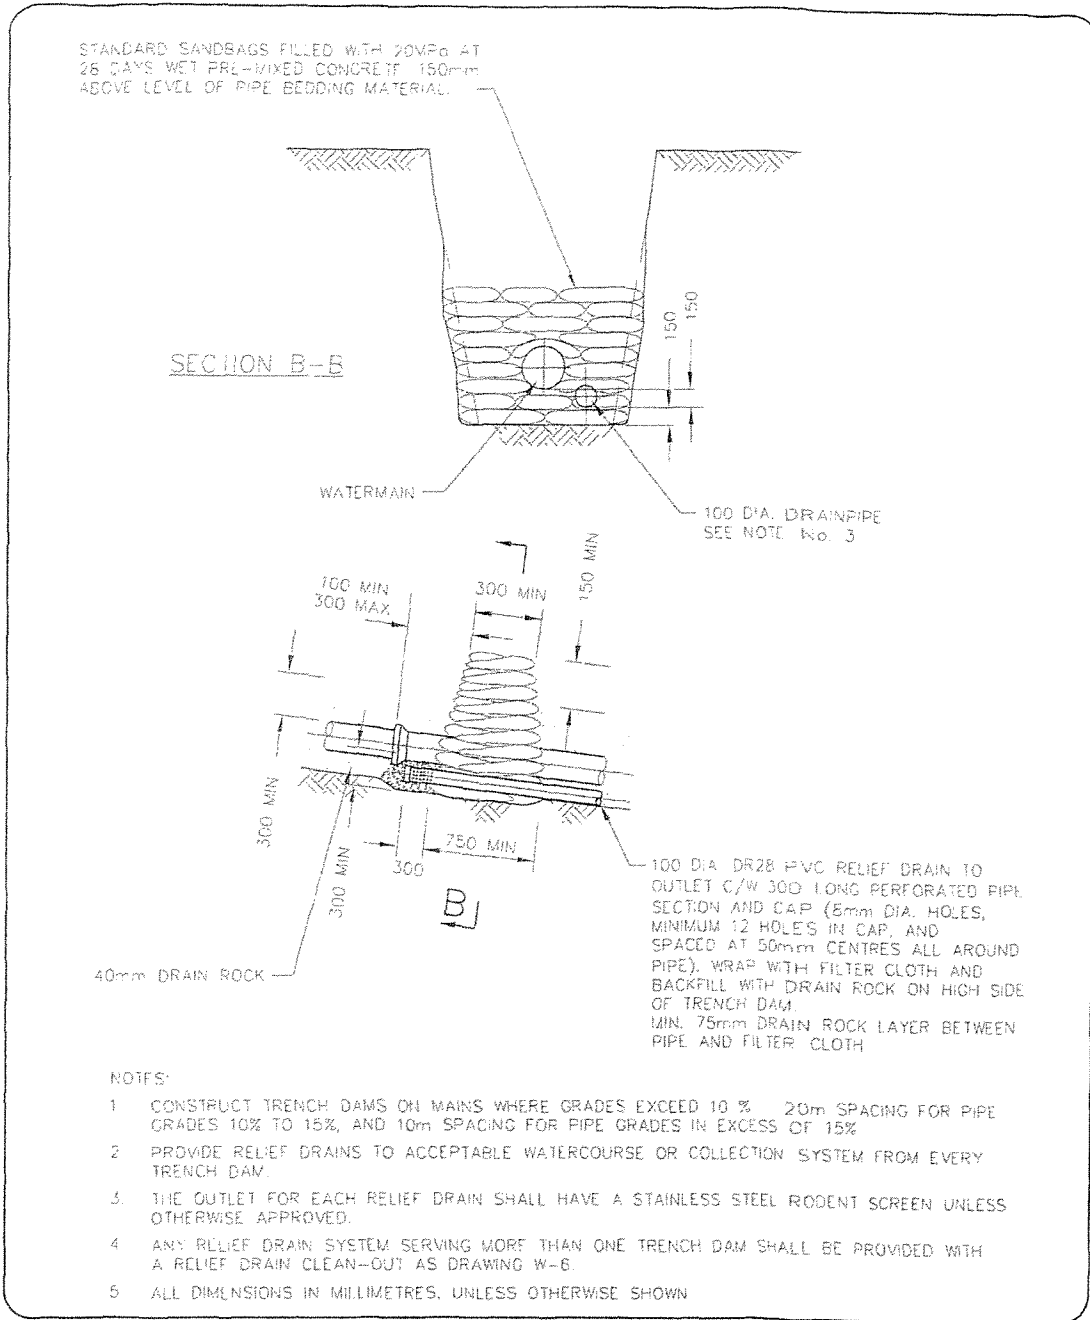 STANDARD SANDBAGS FILLED WITH 20MPa AT
28 DAYS WET PRE-MIXED CONCRETE 150mm
ABOVE LEVEL OF PIPE BEDDING MATERIAL.
SECTION B-B
150
150
WATERMAIN
100 DIA. DRAINPIPE
SEE NOTE No. 3
100 MIN
300 MAX
300 MIN
150 MIN
300 MIN
300 MIN
300
750 MIN
B
40mm DRAIN ROCK
100 DIA DR28 PVC RELIEF DRAIN TO
OUTLET C/W 300 LONG PERFORATED PIPE
SECTION AND CAP (6mm DIA. HOLES,
MINIMUM 12 HOLES IN CAP, AND
SPACED AT 50mm CENTRES ALL AROUND
PIPE). WRAP WITH FILTER CLOTH AND
BACKFILL WITH DRAIN ROCK ON HIGH SIDE
OF TRENCH DAM.
MIN. 75mm DRAIN ROCK LAYER BETWEEN
PIPE AND FILTER CLOTH
NOTES:
1 CONSTRUCT TRENCH DAMS ON MAINS WHERE GRADES EXCEED 10 % 20m SPACING FOR PIPE
GRADES 10% TO 15%, AND 10m SPACING FOR PIPE GRADES IN EXCESS OF 15%
2 PROVIDE RELIEF DRAINS TO ACCEPTABLE WATERCOURSE OR COLLECTION SYSTEM FROM EVERY
TRENCH DAM.
3. THE OUTLET FOR EACH RELIEF DRAIN SHALL HAVE A STAINLESS STEEL RODENT SCREEN UNLESS
OTHERWISE APPROVED.
4 ANY RELIEF DRAIN SYSTEM SERVING MORE THAN ONE TRENCH DAM SHALL BE PROVIDED WITH
A RELIEF DRAIN CLEAN-OUT AS DRAWING W-6.
5 ALL DIMENSIONS IN MILLIMETRES, UNLESS OTHERWISE SHOWN